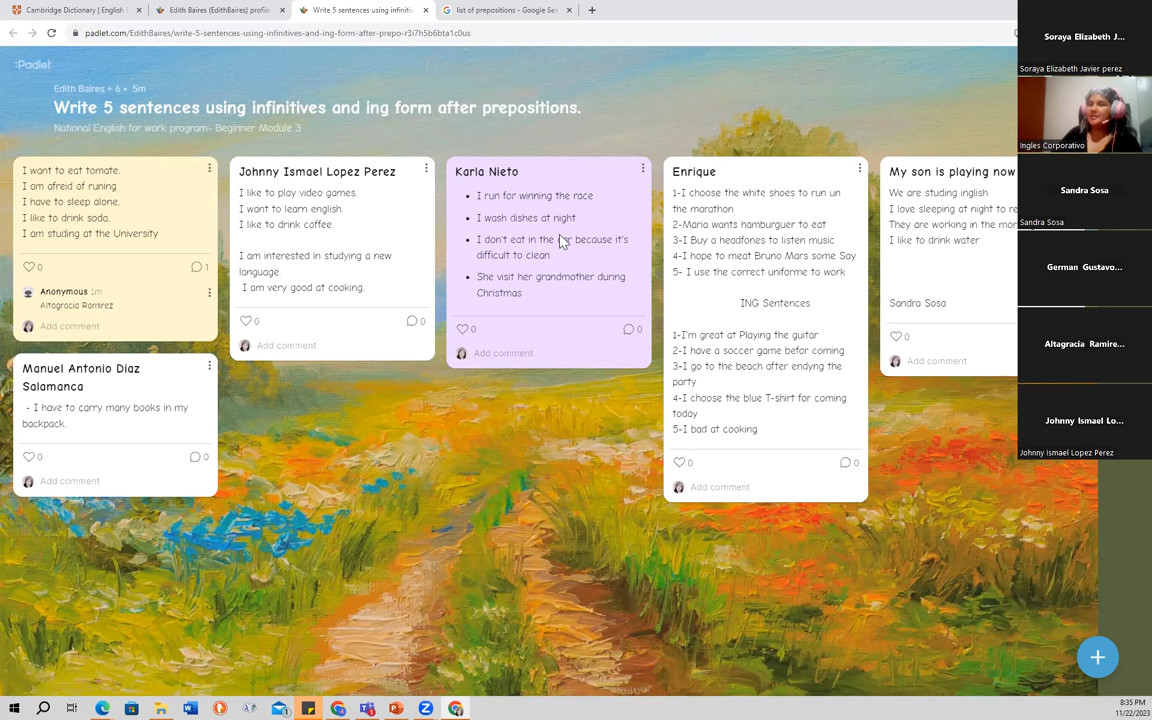 Cambridge Dictionary | English
Edith Baires (EdithBaires) profile
Write 5 sentences using infinitiv
list of prepositions - Google Se
padlet.com/EdithBaires/write-5-sentences-using-infinitives-and-ing-form-after-prepo-r3i7h5b6bta1c0us
:Padlet
Edith Baires + 6 • 5m
Write 5 sentences using infinitives and ing form after prepositions.
National English for work program- Beginner Module 3
I want to eat tomate.
I am afreid of runing
I have to sleep alone.
I like to drink soda.
I am studing at the University
0
1
Anonymous 1m
Altagracia Ramirez
Add comment
Manuel Antonio Diaz
Salamanca
- I have to carry many books in my
backpack.
0
0
Add comment
Johnny Ismael Lopez Perez
I like to play video games.
I want to learn english.
I like to drink coffee.
I am interested in studying a new
language.
I am very good at cooking.
0
0
Add comment
Karla Nieto
• I run for winning the race
• I wash dishes at night
• I don't eat in the because it's
difficult to clean
• She visit her grandmother during
Christmas
0
0
Add comment
Enrique
1-I choose the white shoes to run un
the marathon
2-Maria wants hamburguer to eat
3-I Buy a headfones to listen music
4-I hope to meat Bruno Mars some Say
5- I use the correct uniforme to work
ING Sentences
1-I'm great at Playing the guitar
2-I have a soccer game befor coming
3-I go to the beach after endyng the
party
4-I choose the blue T-shirt for coming
today
5-I bad at cooking
0
0
Add comment
My son is playing now
We are studing inglish
I love sleeping at night to re
They are working in the mor
I like to drink water
Sandra Sosa
0
Add comment
Soraya Elizabeth J...
Soraya Elizabeth Javier perez
Ingles Corporativo
Sandra Sosa
Sandra Sosa
German Gustavo...
Altagracia Ramire...
Johnny Ismael Lo...
Johnny Ismael Lopez Perez
8:35 PM
11/22/2023